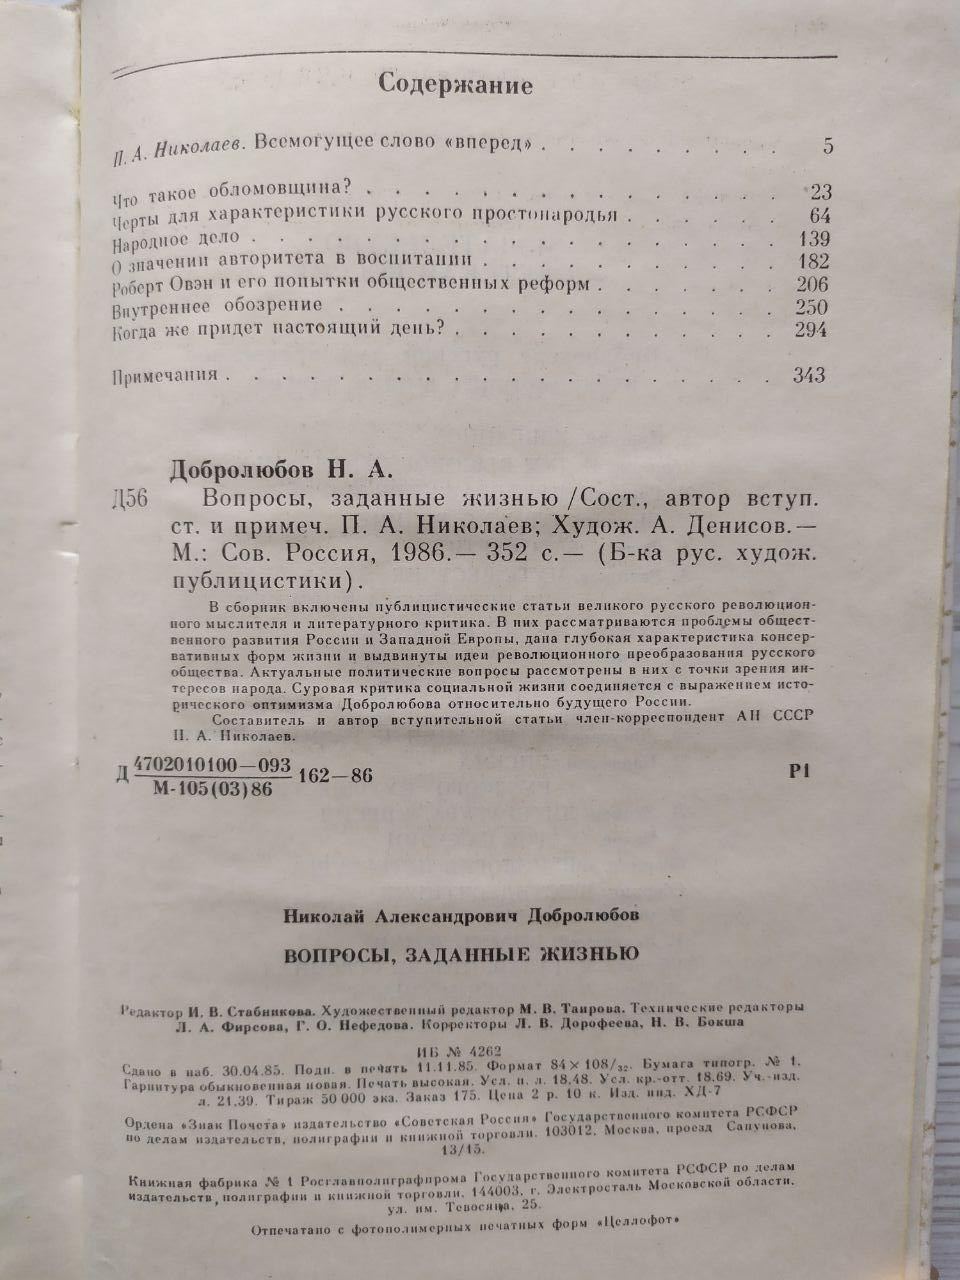 Содержание
П. А. Николаев. Всемогущее слово «вперед» . . . . . . . . . 5
Что такое обломовщина? . . . . . . . . . . . . . . . 23
Черты для характеристики русского простонародья . . . . . . 64
Народное дело . . . . . . . . . . . . . . . . . . . 139
О значении авторитета в воспитании . . . . . . . . . . . 182
Роберт Овэн и его попытки общественных реформ . . . . . . . 206
Внутреннее обозрение . . . . . . . . . . . . . . . . 250
Когда же придет настоящий день? . . . . . . . . . . . . 294
Примечания . . . . . . . . . . . . . . . . . . . . 343
Добролюбов Н. А.
Д56 Вопросы, заданные жизнью /Сост., автор вступ.
ст. и примеч. П. А. Николаев; Худож. А. Денисов.—
М.: Сов. Россия, 1986.— 352 с.— (Б-ка рус. худож.
публицистики).
В сборник включены публицистические статьи великого русского революцион-
ного мыслителя и литературного критика. В них рассматриваются проблемы общест-
венного развития России и Западной Европы, дана глубокая характеристика консер-
вативных форм жизни и выдвинуты идеи революционного преобразования русского
общества. Актуальные политические вопросы рассмотрены в них с точки зрения ин-
тересов народа. Суровая критика социальной жизни соединяется с выражением исто-
рического оптимизма Добролюбова относительно будущего России.
Составитель и автор вступительной статьи член-корреспондент АН СССР
П. А. Николаев.
Д 4702010100—093 162—86 Р1
М-105(03)86
Николай Александрович Добролюбов
ВОПРОСЫ, ЗАДАННЫЕ ЖИЗНЬЮ
Редактор И. В. Стабникова. Художественный редактор М. В. Таирова. Технические редакторы
Л. А. Фирсова, Г. О. Нефедова. Корректоры Л. В. Дорофеева, Н. В. Бокша
ИБ № 4262
Сдано в наб. 30.04.85. Подп. в печать 11.11.85. Формат 84×108/32. Бумага типогр. № 1.
Гарнитура обыкновенная новая. Печать высокая. Усл. п. л. 18,48. Усл. кр.-отт. 18,69. Уч.-изд.
л. 21,39. Тираж 50 000 экз. Заказ 175. Цена 2 р. 10 к. Изд. инд. ХД-7
Ордена «Знак Почета» издательство «Советская Россия» Государственного комитета РСФСР
по делам издательств, полиграфии и книжной торговли. 103012, Москва, проезд Сапунова,
13/15.
Книжная фабрика № 1 Росглавполиграфпрома Государственного комитета РСФСР по делам
издательств, полиграфии и книжной торговли. 144003, г. Электросталь Московской области,
ул. им. Тевосяна, 25.
Отпечатано с фотополимерных печатных форм «Целлофот»